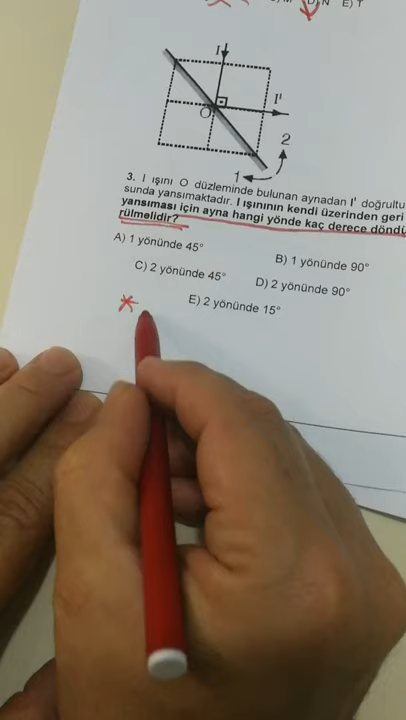 E) T
I
I'
O
2
1
3. I ışını O düzleminde bulunan aynadan I' doğrultu
sunda yansımaktadır. I ışınının kendi üzerinden geri
yansıması için ayna hangi yönde kaç derece döndü
rülmelidir?
A) 1 yönünde 45°
B) 1 yönünde 90°
C) 2 yönünde 45°
D) 2 yönünde 90°
E) 2 yönünde 15°